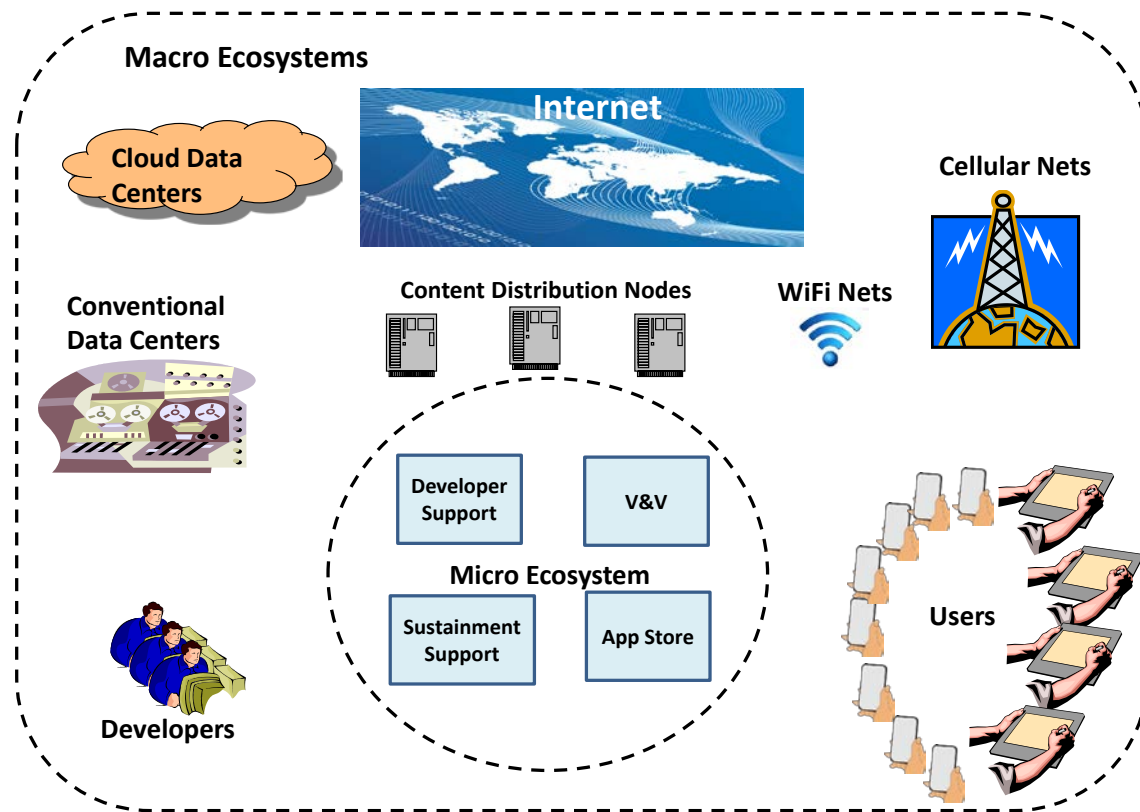 Macro Ecosystems
Internet
Cloud Data
Centers
Cellular Nets
Conventional
Data Centers
Content Distribution Nodes
WiFi Nets
Developer
Support
V&V
Micro Ecosystem
Sustainment
Support
App Store
Users
Developers